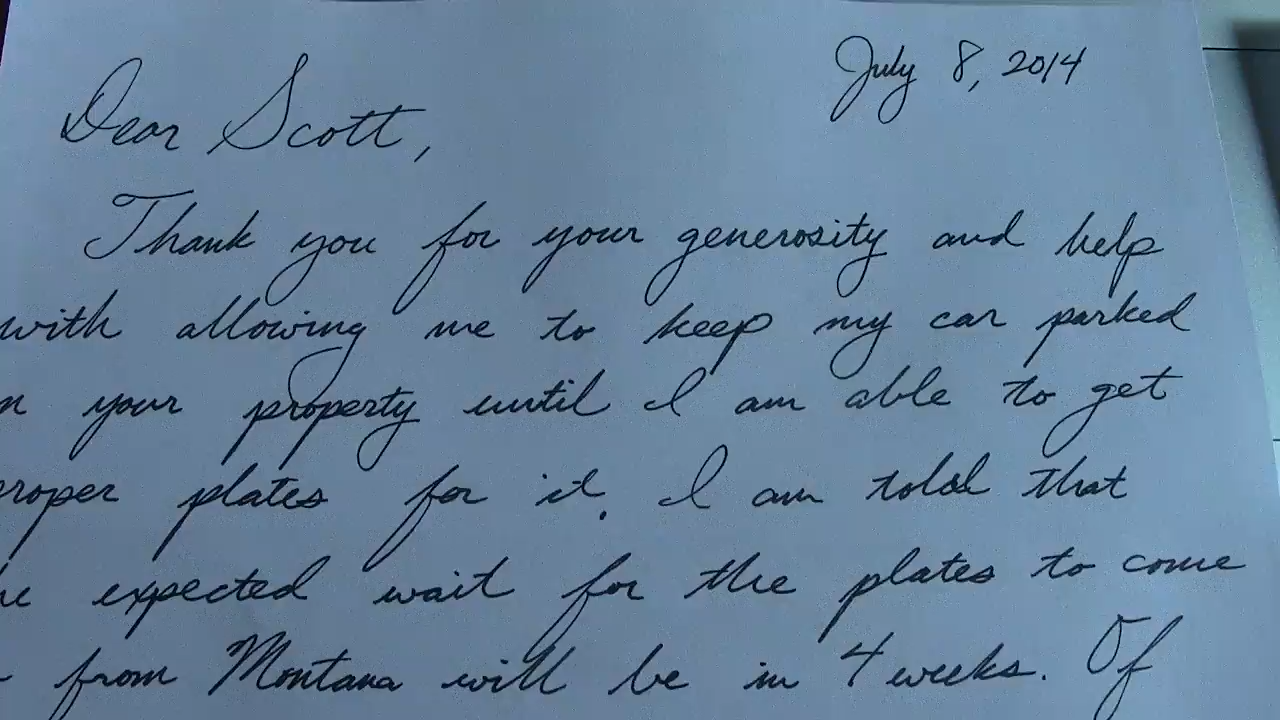 July 8, 2014
Dear Scott,
Thank you for your generosity and help
with allowing me to keep my car parked
your property until I am able to get
roper plates for it. I am told that
expected wait for the plates to come
from Montana will be in 4 weeks. Of